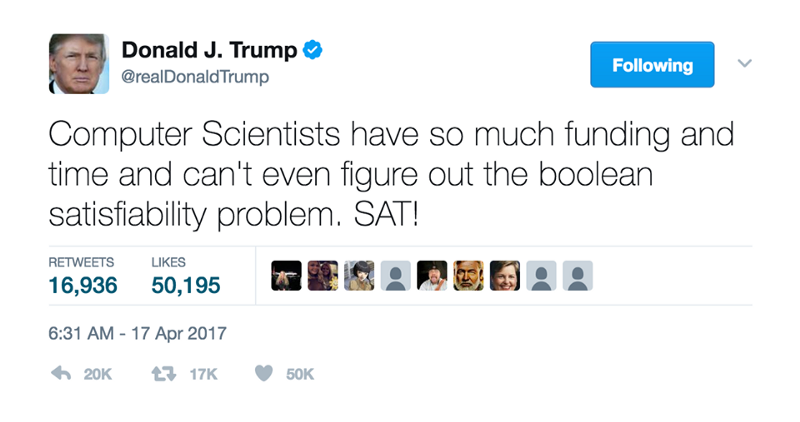 Donald J. Trump
@realDonaldTrump
Following
Computer Scientists have so much funding and
time and can't even figure out the boolean
satisfiability problem. SAT!
RETWEETS LIKES
16,936 50,195
6:31 AM - 17 Apr 2017
20K 17K 50K